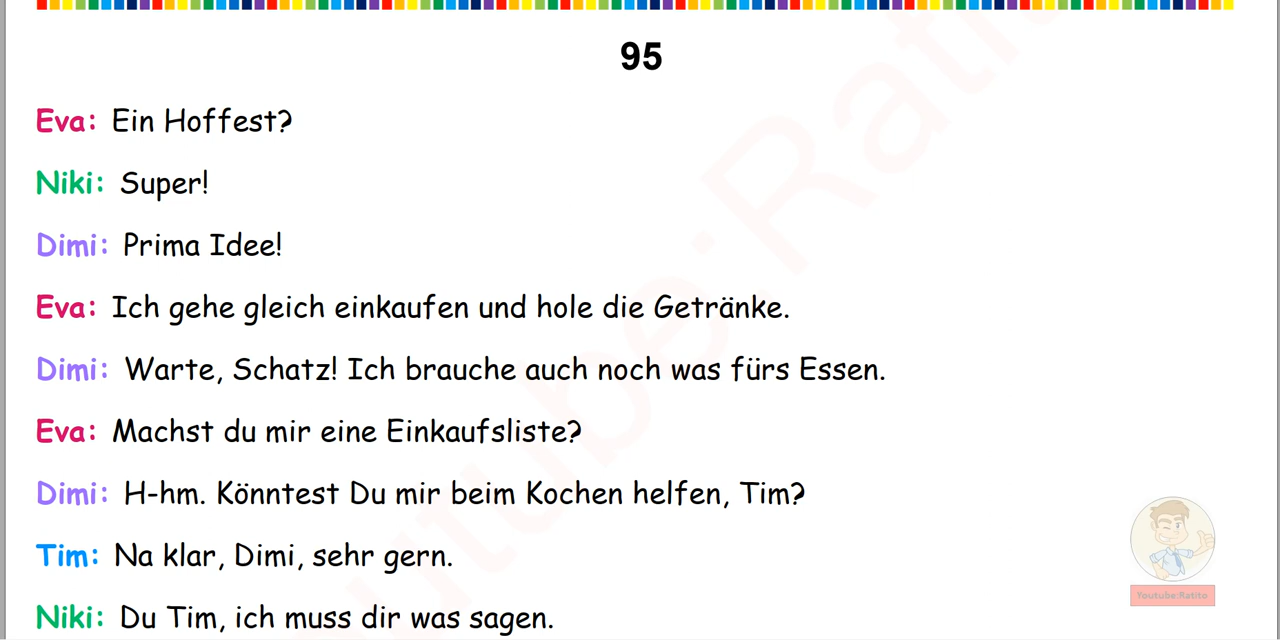 95
Eva: Ein Hoffest?
Niki: Super!
Dimi: Prima Idee!
Eva: Ich gehe gleich einkaufen und hole die Getränke.
Dimi: Warte, Schatz! Ich brauche auch noch was fürs Essen.
Eva: Machst du mir eine Einkaufsliste?
Dimi: H-hm. Könntest Du mir beim Kochen helfen, Tim?
Tim: Na klar, Dimi, sehr gern.
Youtube:Ratito
Niki: Du Tim, ich muss dir was sagen.